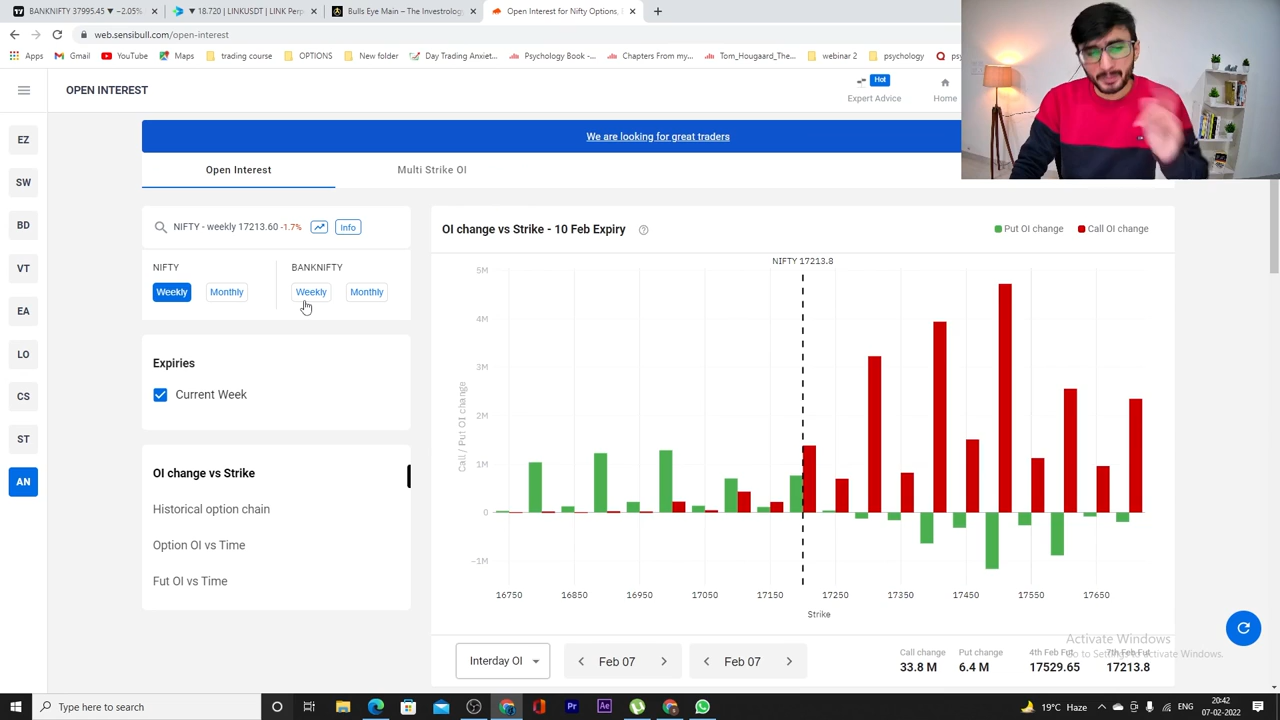 BANKNIFTY 37995.45 ▼ −2.05%
▼ 18.720 | LINKUSDT | LINK Perp
Bulls Eye Main – The Investrology
Open Interest for Nifty Options, B
web.sensibull.com/open-interest
Apps
Gmail
YouTube
Maps
trading course
OPTIONS
New folder
Day Trading Anxiet...
Psychology Book -...
Chapters From my...
Tom_Hougaard_The...
webinar 2
psychology
OPEN INTEREST
Hot
Expert Advice
Home
We are looking for great traders
EZ
SW
BD
VT
EA
LO
CS
ST
AN
Open Interest
Multi Strike OI
NIFTY - weekly 17213.60 -1.7%
Info
NIFTY
BANKNIFTY
Weekly
Monthly
Weekly
Monthly
Expiries
Current Week
OI change vs Strike
Historical option chain
Option OI vs Time
Fut OI vs Time
OI change vs Strike - 10 Feb Expiry
Put OI change
Call OI change
NIFTY 17213.8
5M
4M
3M
2M
1M
0
−1M
Call / Put OI change
16750
16850
16950
17050
17150
17250
17350
17450
17550
17650
Strike
Interday OI
Feb 07
Feb 07
Call change
33.8 M
Put change
6.4 M
4th Feb Fut
17529.65
7th Feb Fut
17213.8
Activate Windows
Go to Settings to activate Windows.
Type here to search
19°C Haze
ENG
20:42
07-02-2022